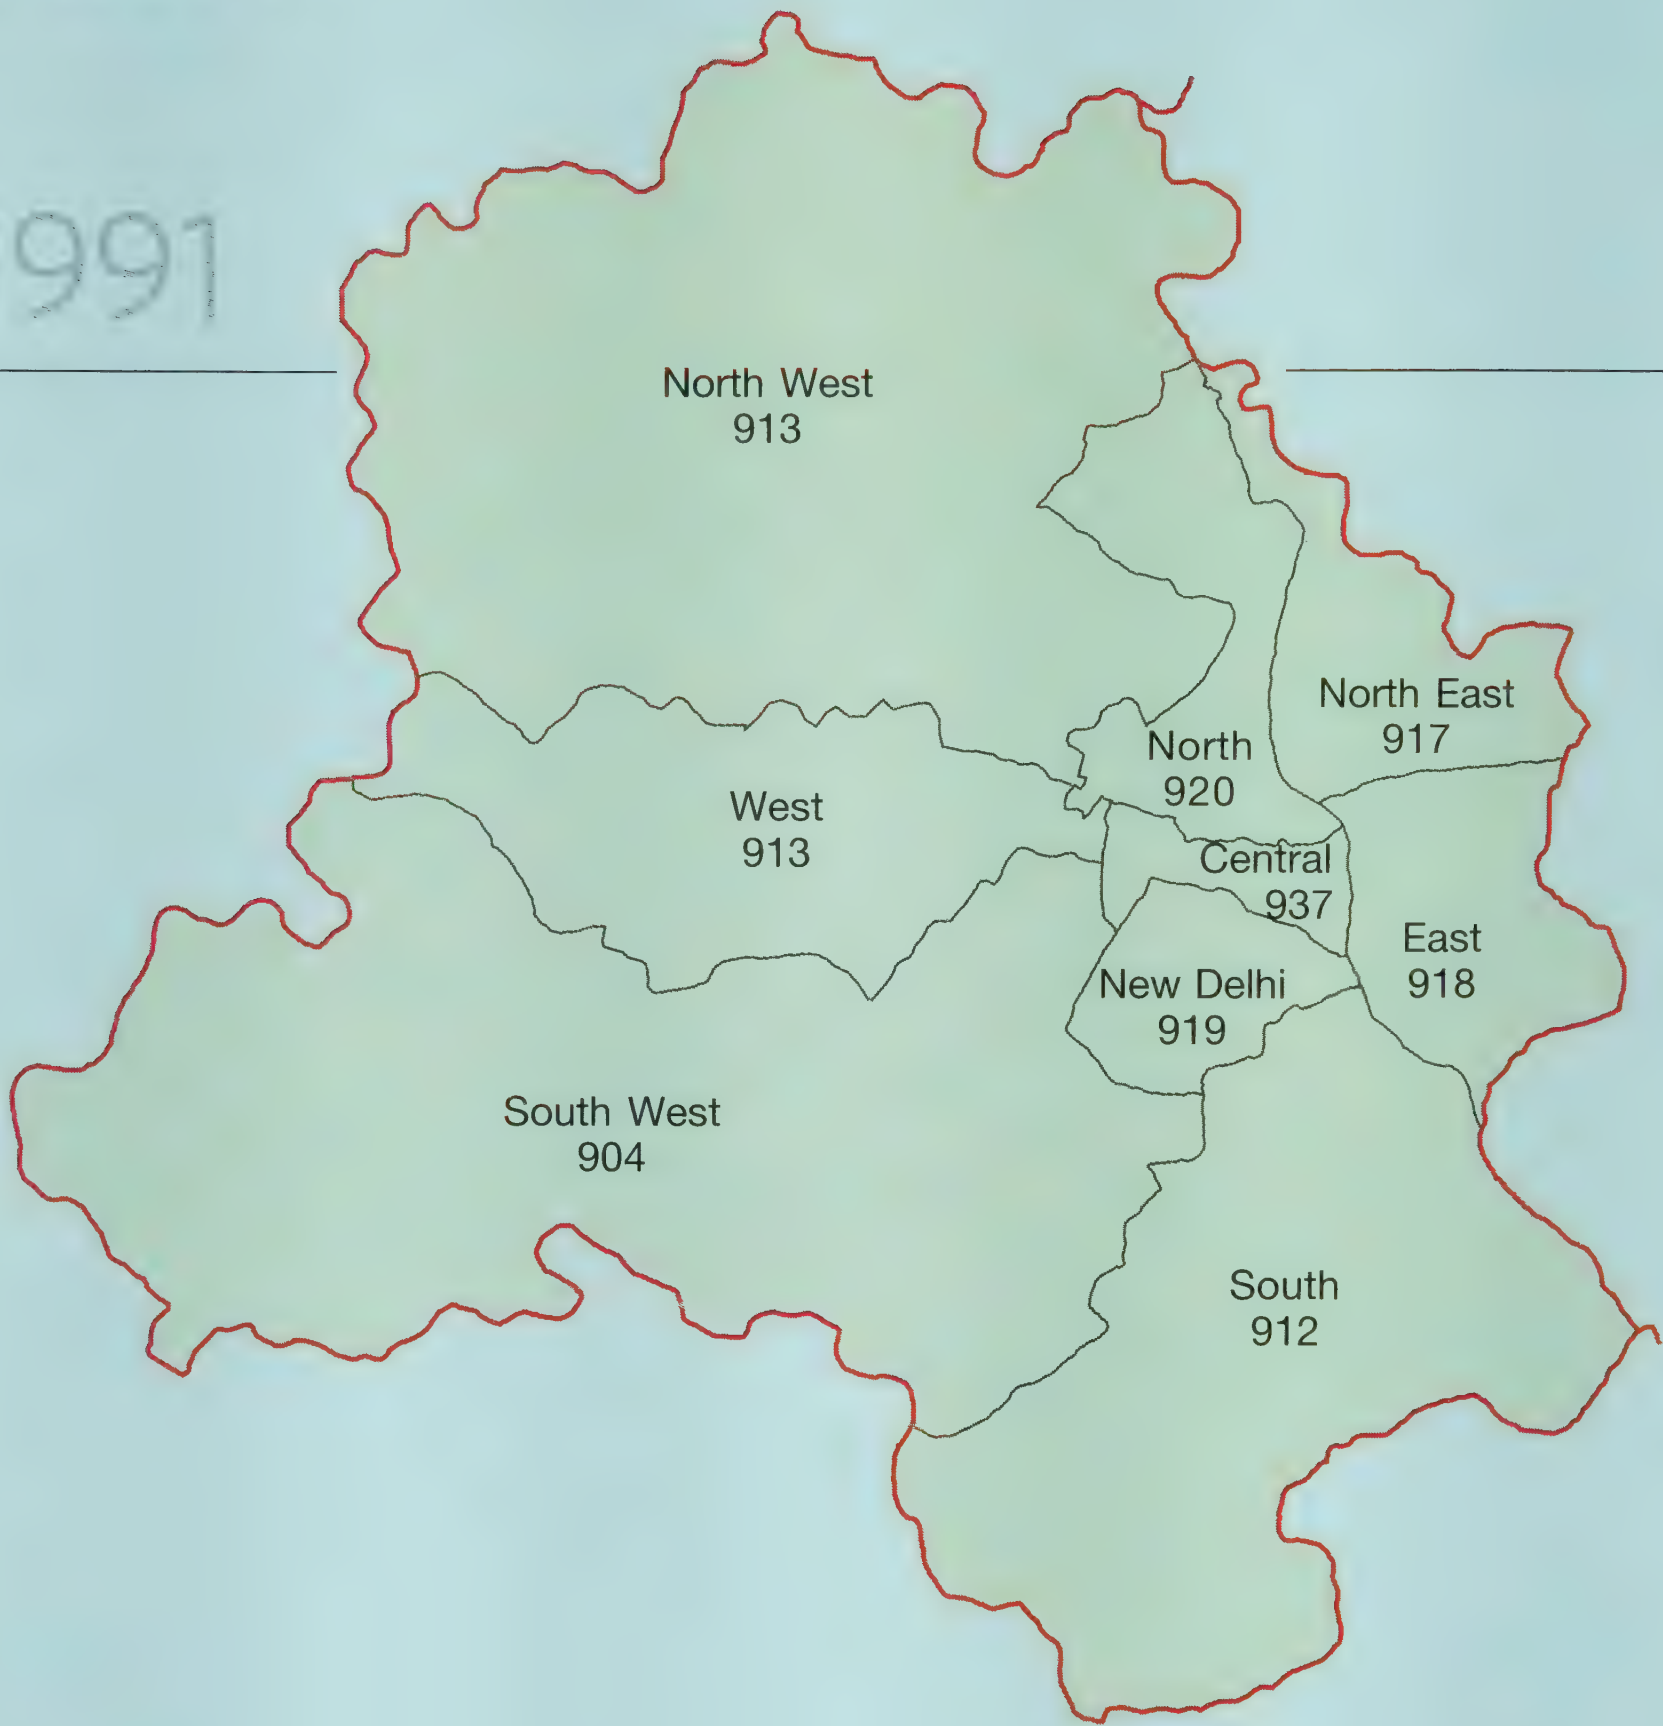 991
North West
913
North East
917
North
920
West
913
Central
937
East
918
New Delhi
919
South West
904
South
912